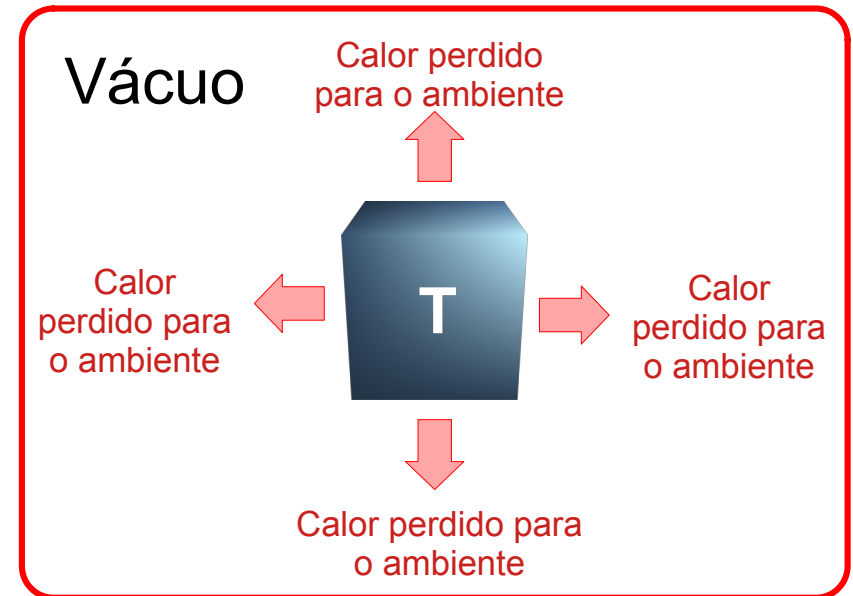 Vácuo
Calor perdido
para o ambiente
Calor
perdido para
o ambiente
T
Calor
perdido para
o ambiente
Calor perdido para
o ambiente